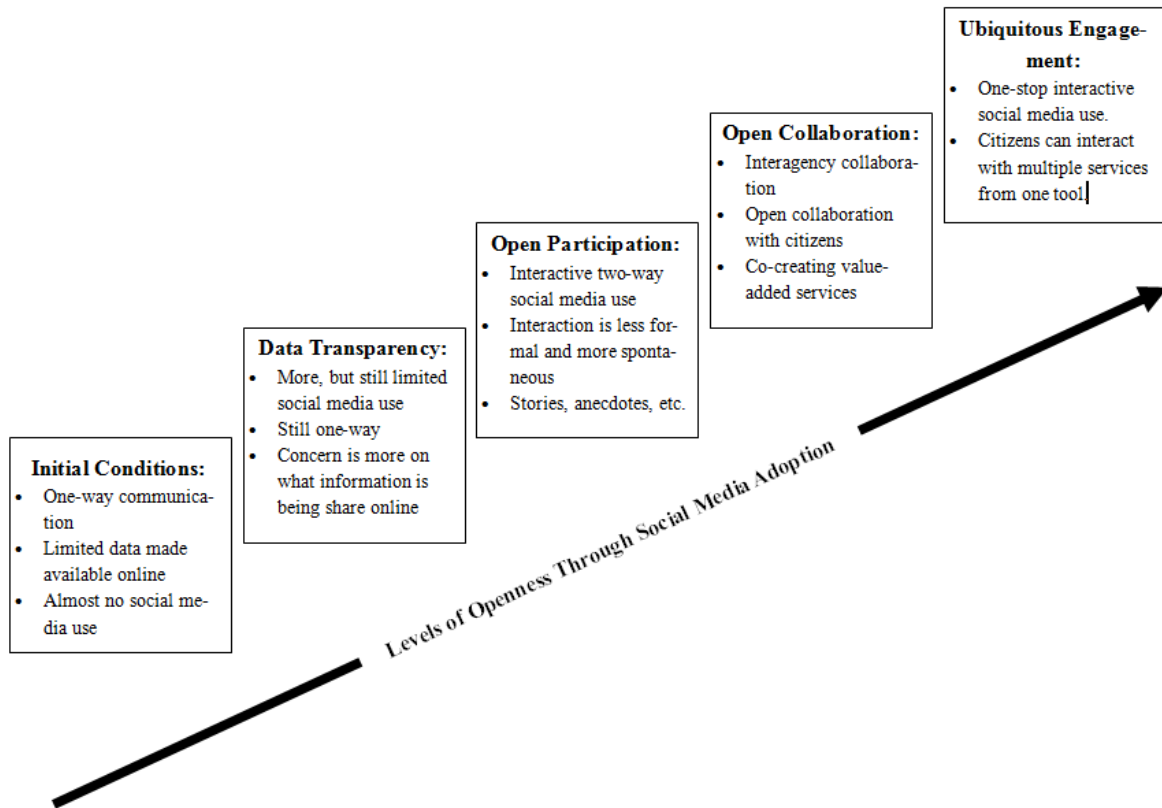 Ubiquitous Engage-
ment:
• One-stop interactive
social media use.
• Citizens can interact
with multiple services
from one tool.
Open Collaboration:
• Interagency collabora-
tion
• Open collaboration
with citizens
• Co-creating value-
added services
Open Participation:
• Interactive two-way
social media use
• Interaction is less for-
mal and more sponta-
neous
• Stories, anecdotes, etc.
Data Transparency:
• More, but still limited
social media use
• Still one-way
• Concern is more on
what information is
being share online
Initial Conditions:
• One-way communica-
tion
• Limited data made
available online
• Almost no social me-
dia use
Levels of Openness Through Social Media Adoption